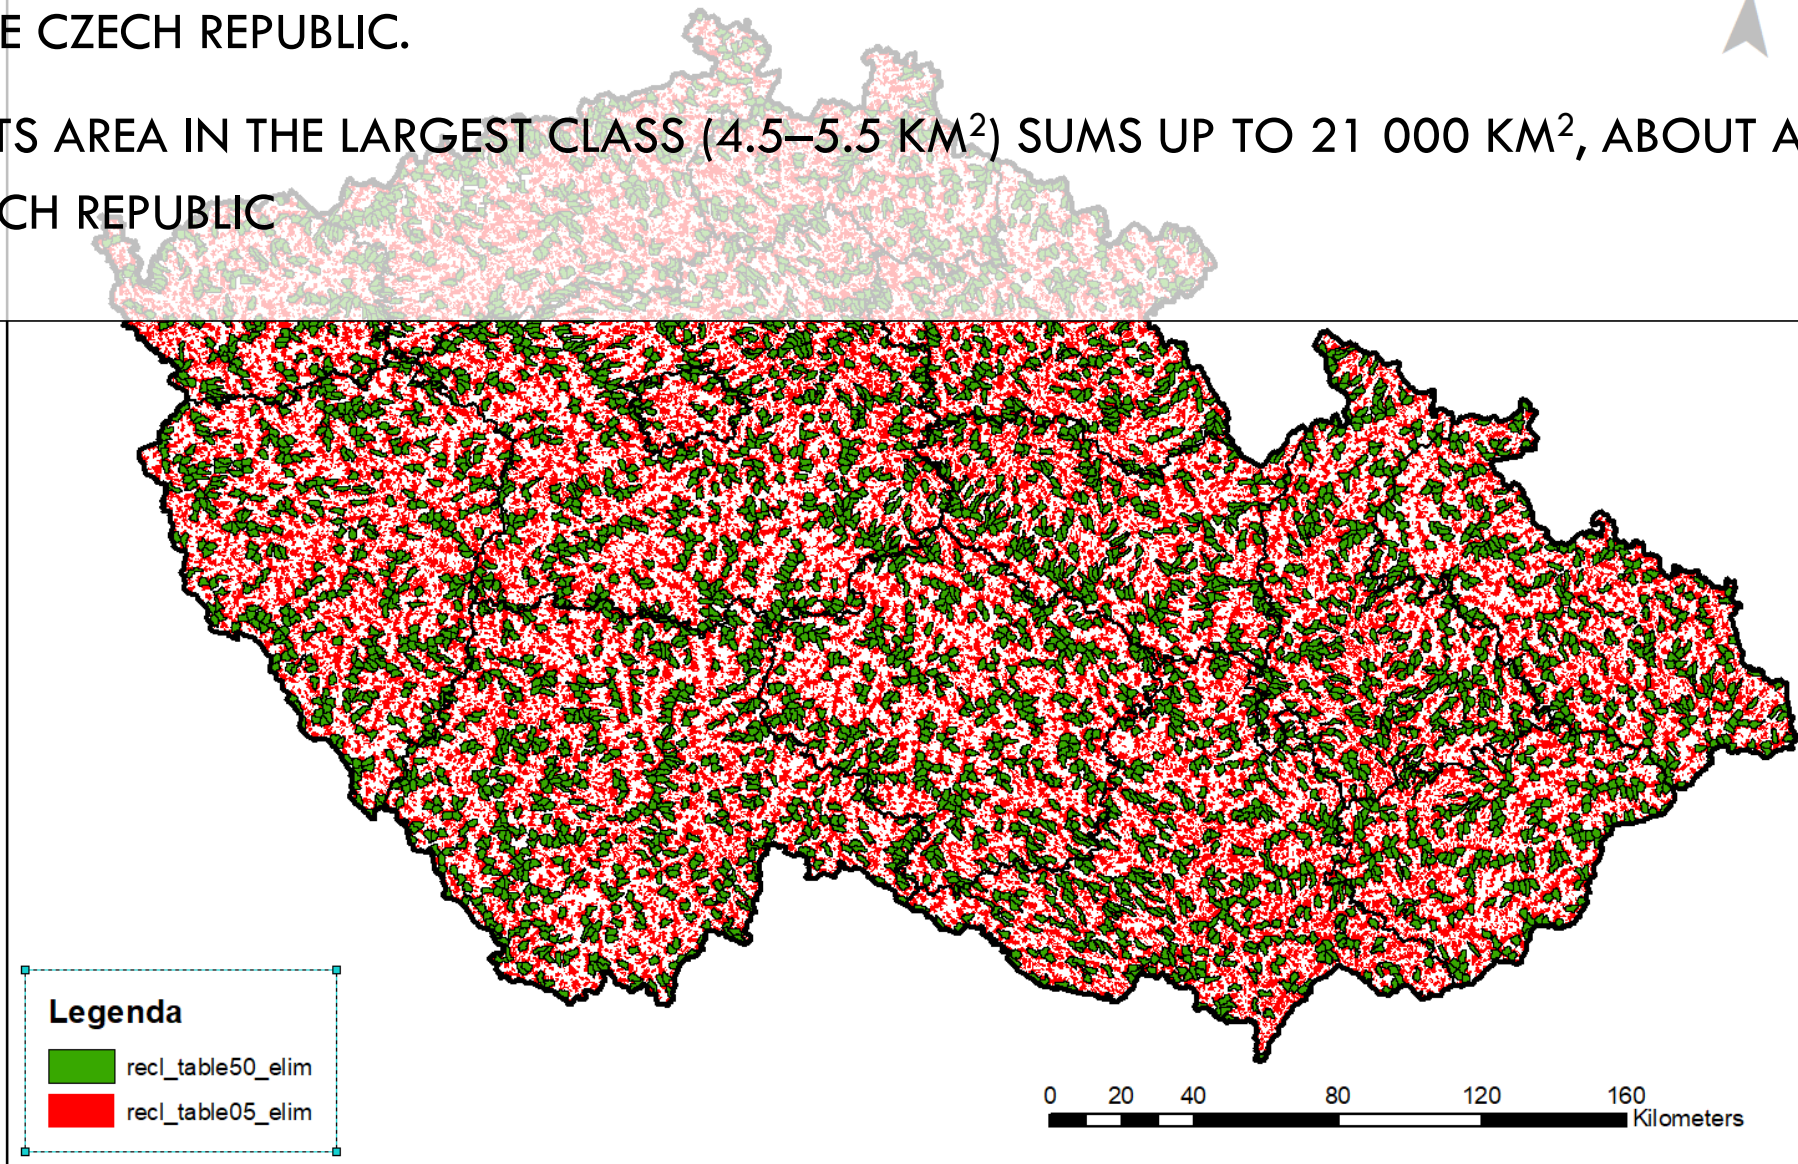 E CZECH REPUBLIC.
TS AREA IN THE LARGEST CLASS (4.5–5.5 KM²) SUMS UP TO 21 000 KM², ABOUT A
CH REPUBLIC
Legenda
recl_table50_elim
recl_table05_elim
0 20 40 80 120 160
Kilometers